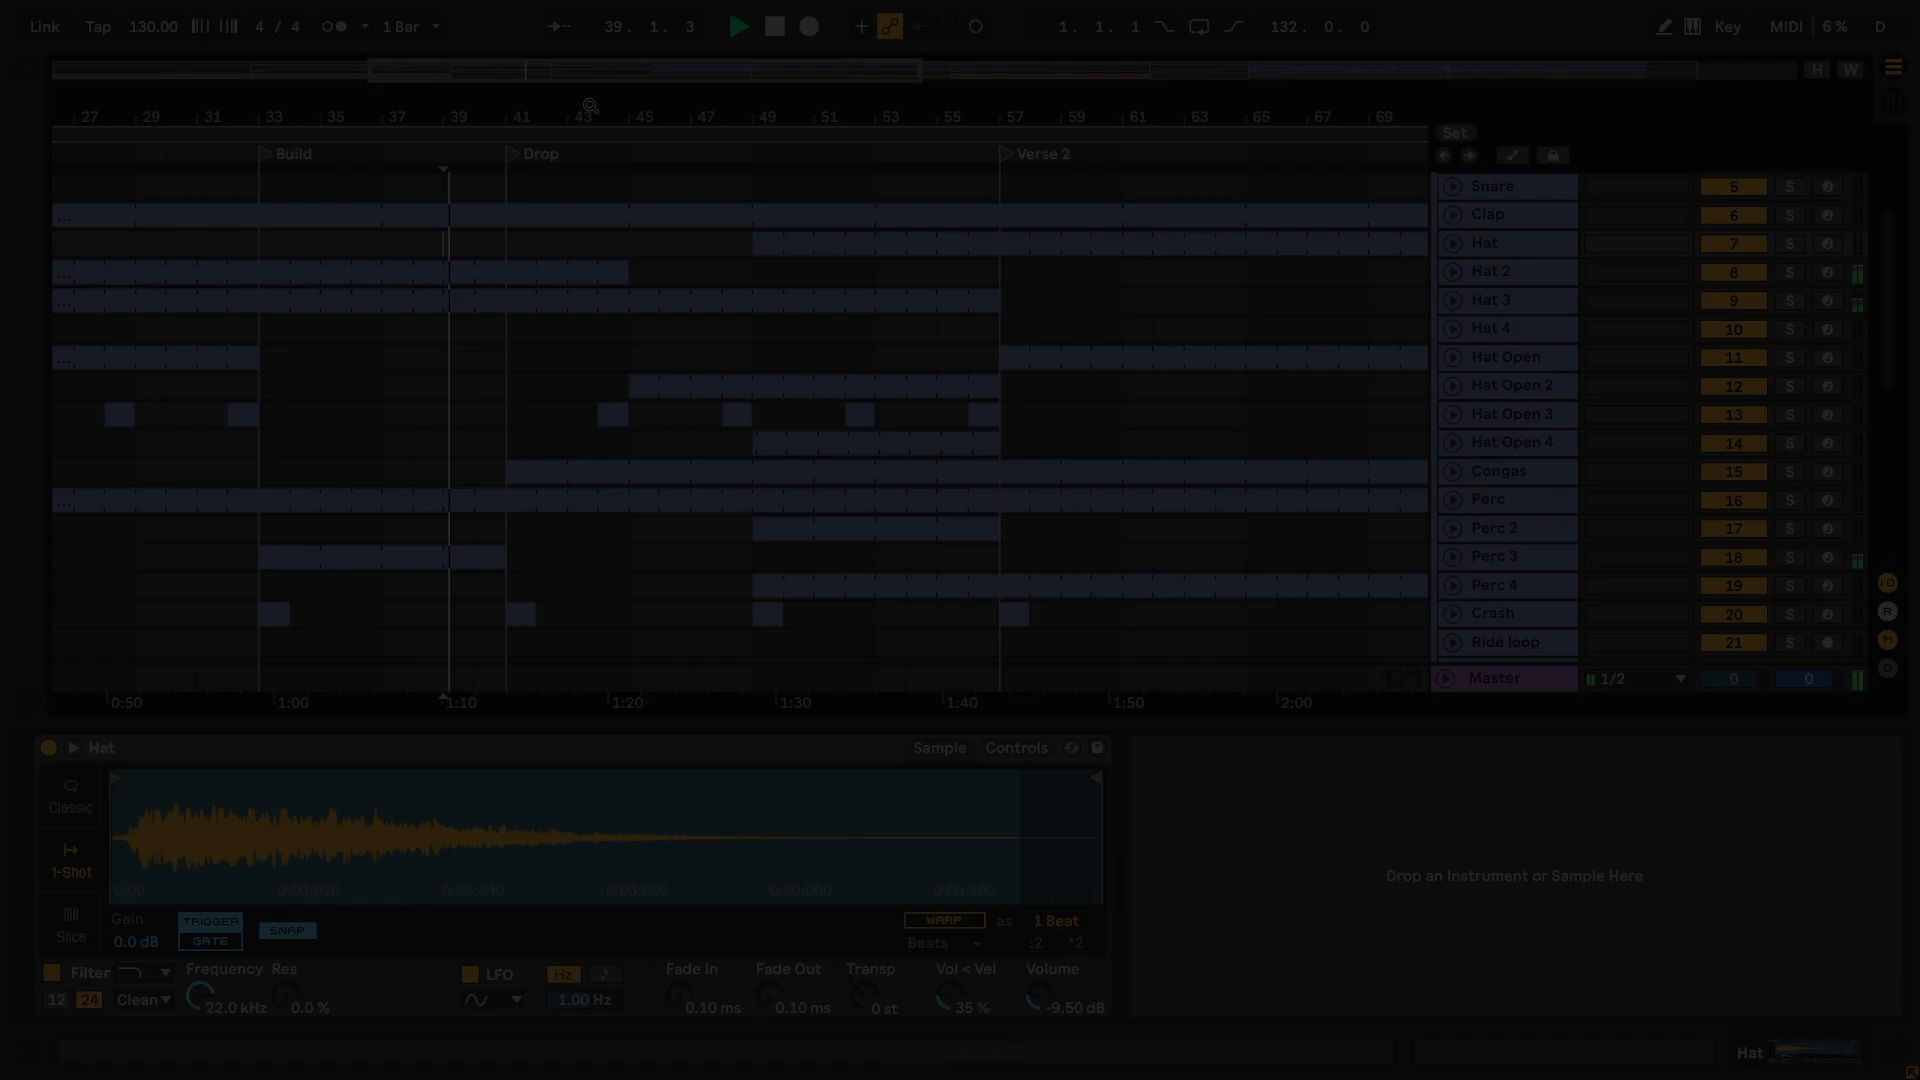 Link Tap 130.00 4 / 4 1 Bar 39. 1. 3 1. 1. 1 132. 0. 0 Key MIDI 6 % D
H W
27 29 31 33 35 37 39 41 43 45 47 49 51 53 55 57 59 61 63 65 67 69
Set
Build Drop Verse 2
Snare 5 S
Clap 6 S
Hat 7 S
Hat 2 8 S
Hat 3 9 S
Hat 4 10 S
Hat Open 11 S
Hat Open 2 12 S
Hat Open 3 13 S
Hat Open 4 14 S
Congas 15 S
Perc 16 S
Perc 2 17 S
Perc 3 18 S
Perc 4 19 S
Crash 20 S
Ride loop 21 S
I·O
R
M
D
1/1
Master 1/2 0 0
0:50 1:00 1:10 1:20 1:30 1:40 1:50 2:00
Hat Sample Controls
Classic
1-Shot
Slice
0:00 0:00:020 0:00:040 0:00:060 0:00:080 0:00:100
Gain
0.0 dB
TRIGGER
GATE
SNAP
WARP as 1 Beat
Beats :2 *2
Filter Frequency Res LFO Hz Fade In Fade Out Transp Vol < Vel Volume
12 24 Clean 22.0 kHz 0.0 % 1.00 Hz 0.10 ms 0.10 ms 0 st 35 % -9.50 dB
Drop an Instrument or Sample Here
Hat